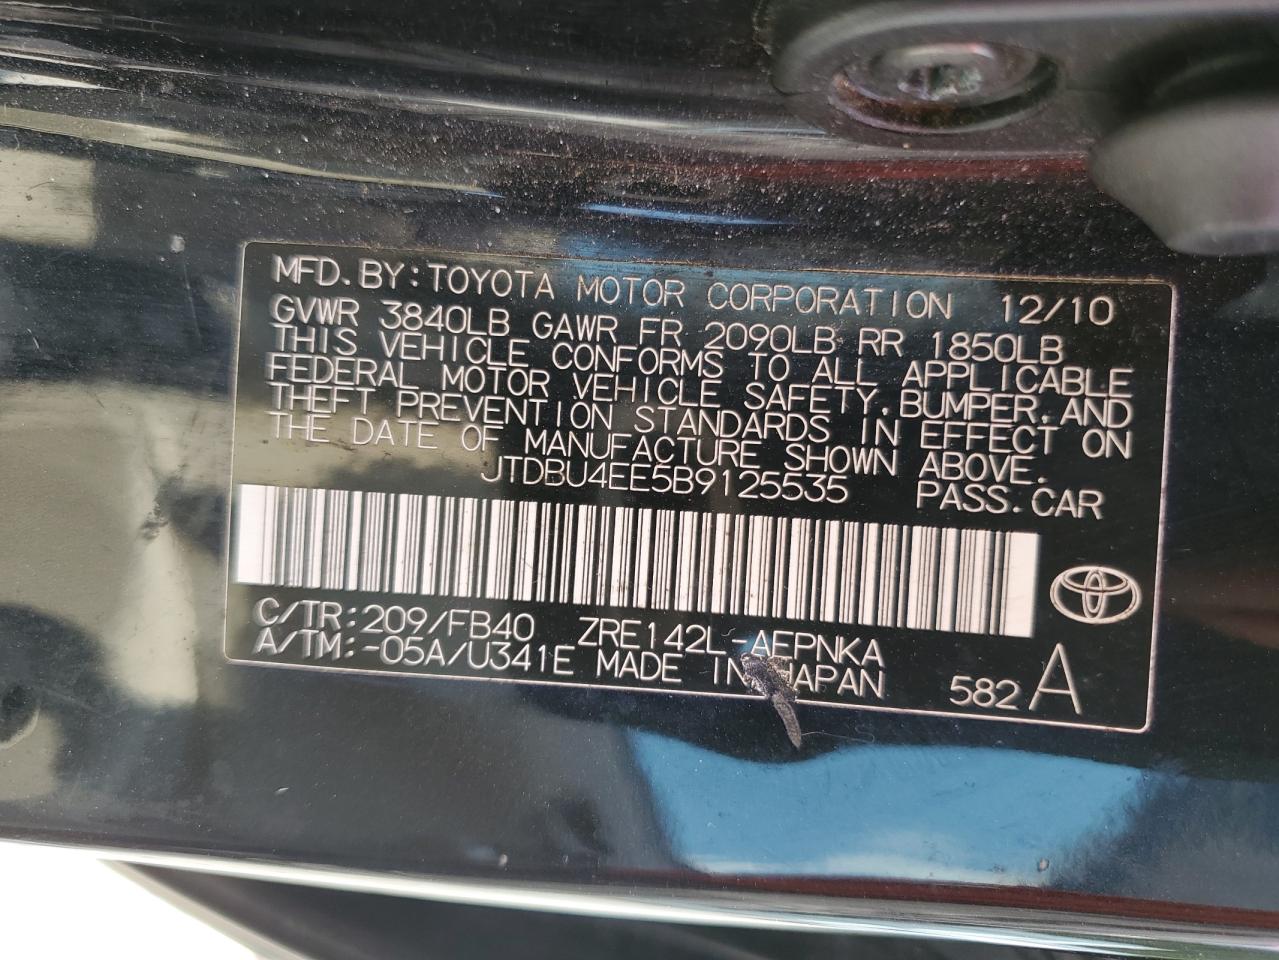 MFD.BY:TOYOTA MOTOR CORPORATION 12/10
GVWR 3840LB GAWR FR 2090LB RR 1850LB
THIS VEHICLE CONFORMS TO ALL APPLICABLE
FEDERAL MOTOR VEHICLE SAFETY,BUMPER,AND
THEFT PREVENTION STANDARDS IN EFFECT ON
THE DATE OF MANUFACTURE SHOWN ABOVE.
JTDBU4EE5B9125535 PASS.CAR
C/TR:209/FB40 ZRE142L-AEPNKA
A/TM:-05A/U341E MADE IN JAPAN 582 A